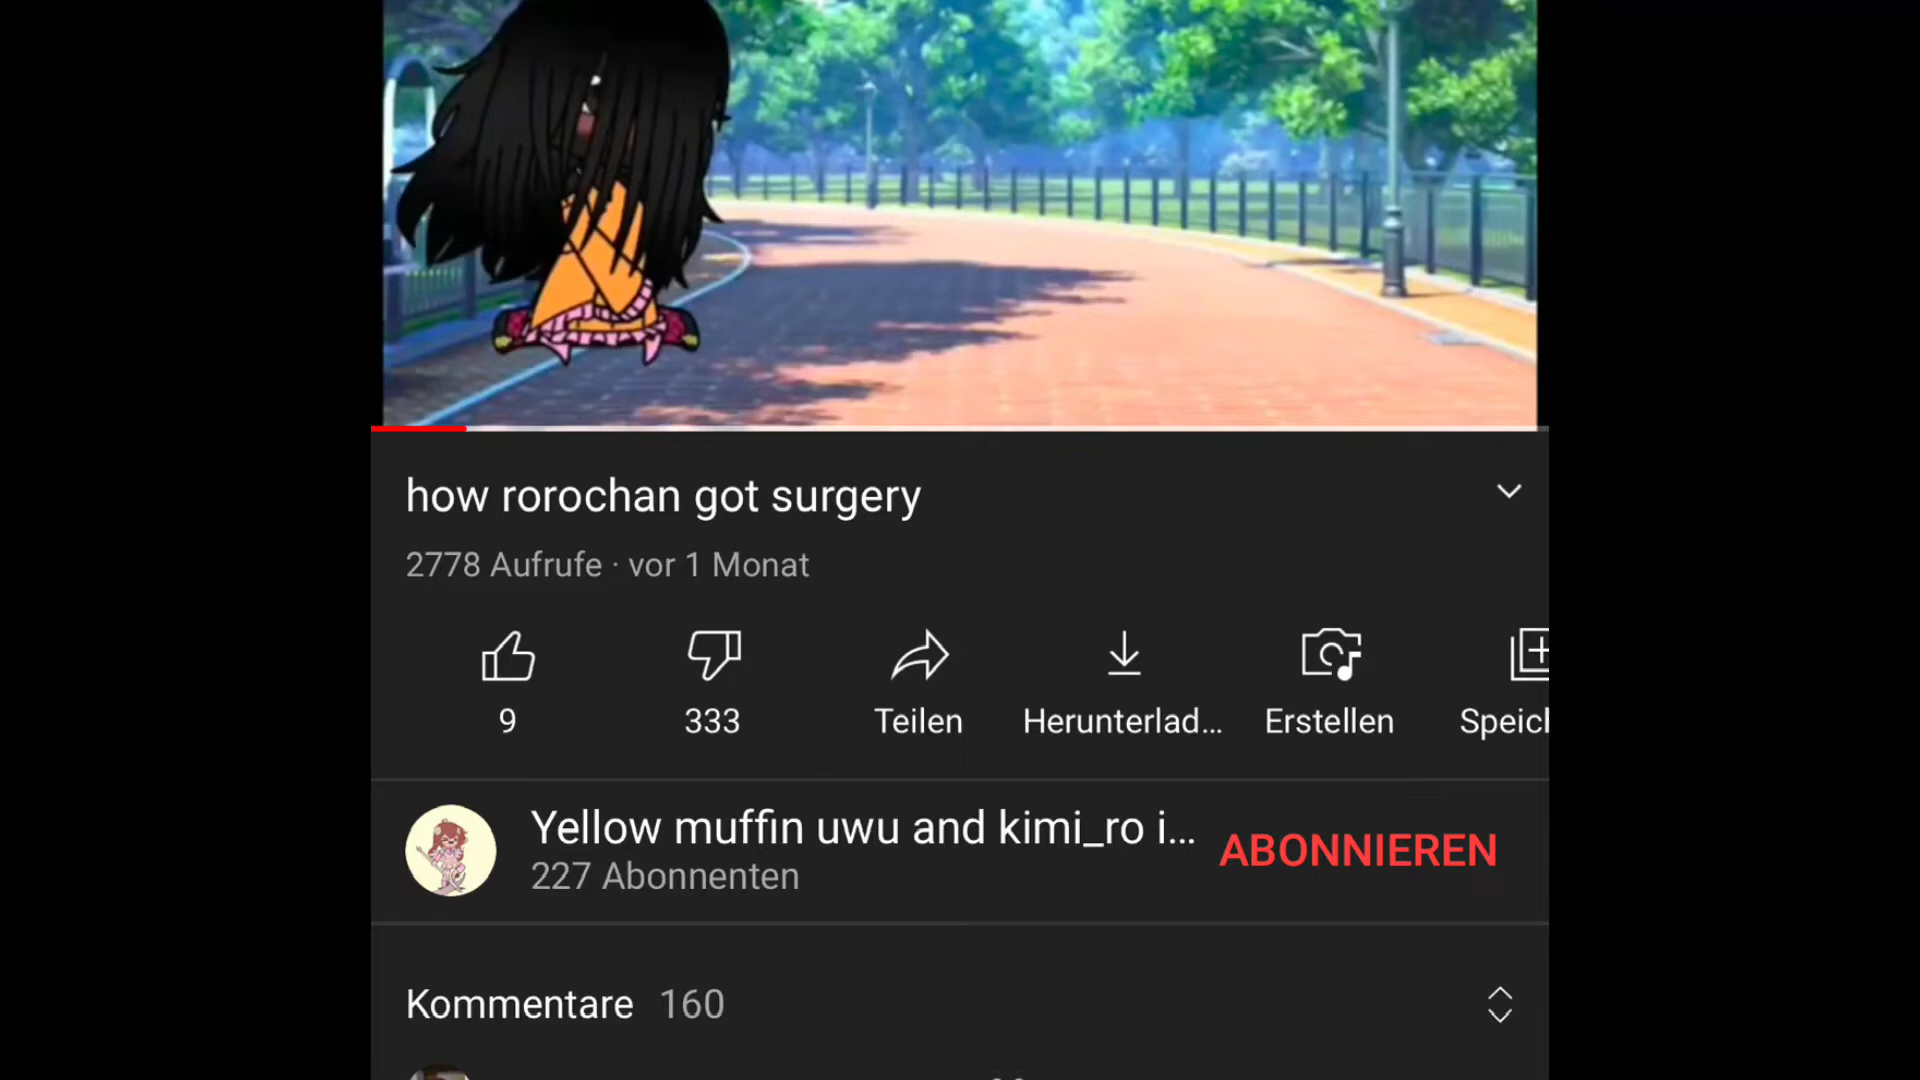 how rorochan got surgery
2778 Aufrufe · vor 1 Monat
9
333
Teilen
Herunterlad...
Erstellen
Speich
Yellow muffin uwu and kimi_ro i...
ABONNIEREN
227 Abonnenten
Kommentare 160